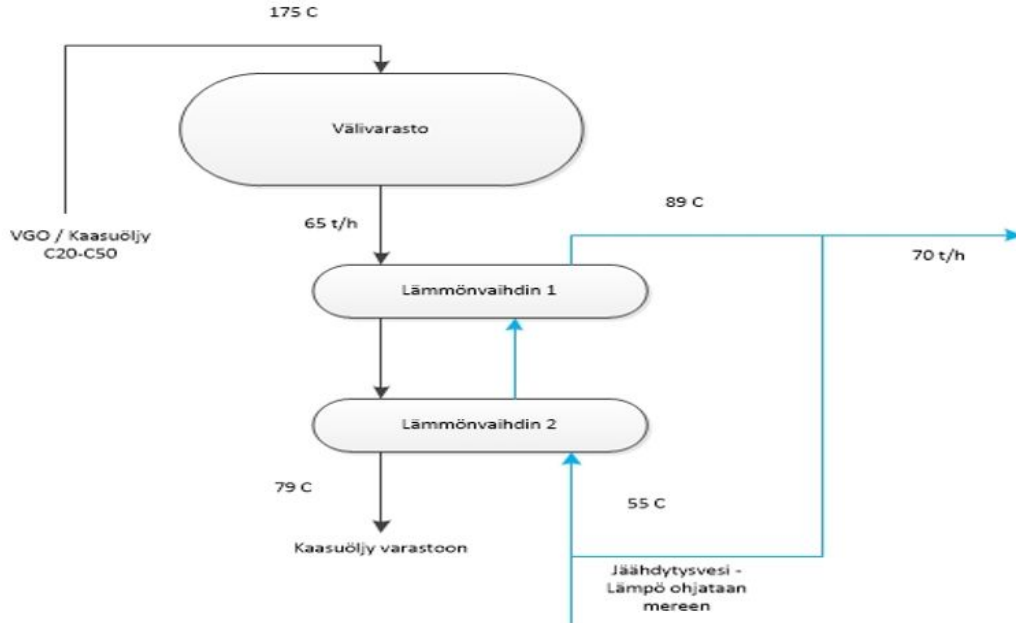 175 C
Välivarasto
65 t/h
89 C
VGO / Kaasuöljy
C20-C50
70 t/h
Lämmönvaihdin 1
Lämmönvaihdin 2
79 C
55 C
Kaasuöljy varastoon
Jäähdytysvesi -
Lämpö ohjataan
mereen